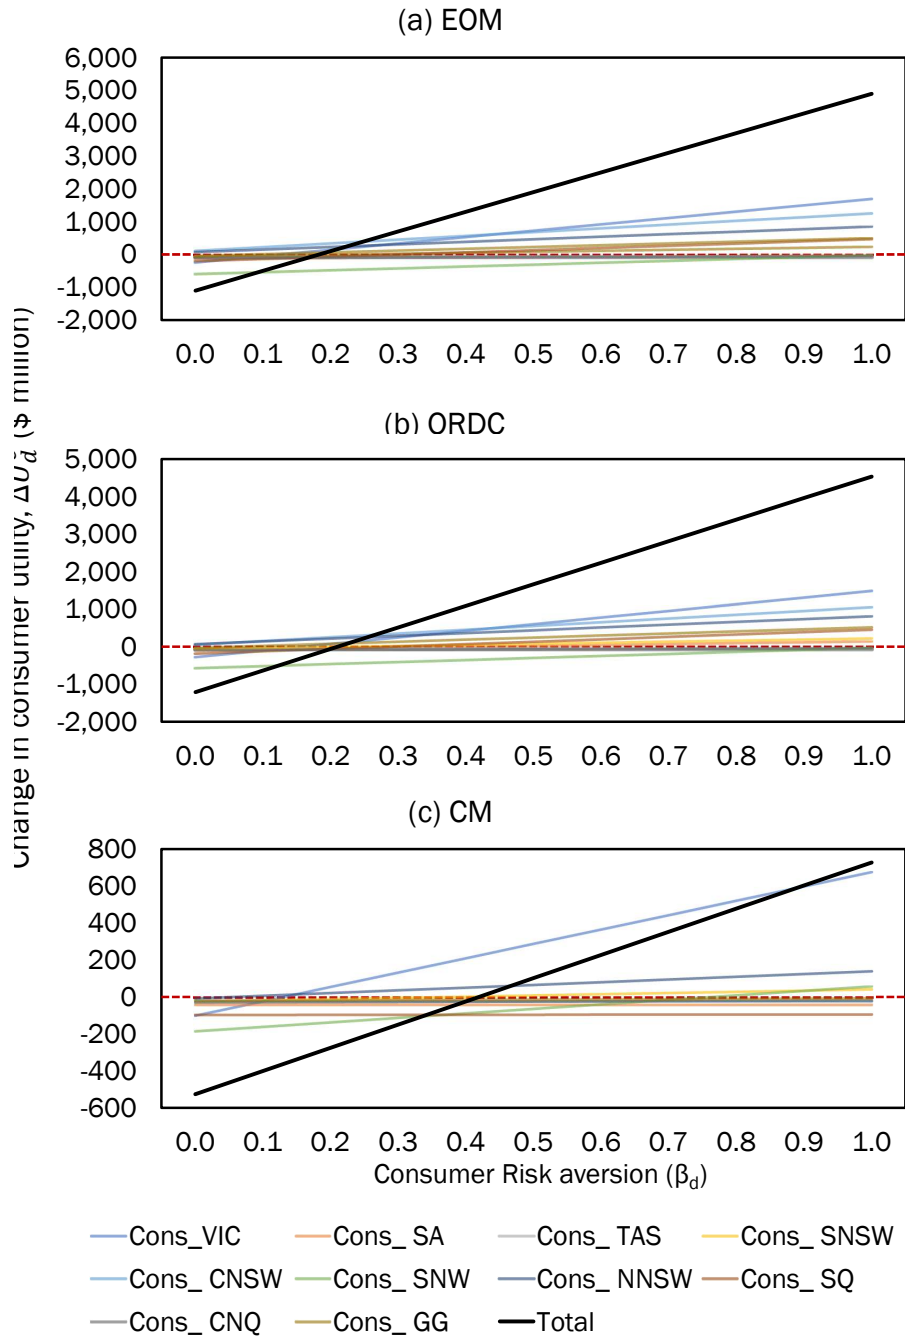 (a) EOM
6,000
5,000
4,000
3,000
2,000
1,000
0
-1,000
-2,000
0.0 0.1 0.2 0.3 0.4 0.5 0.6 0.7 0.8 0.9 1.0
Change in consumer utility, ΔU_d ($ million)
(b) ORDC
5,000
4,000
3,000
2,000
1,000
0
-1,000
-2,000
0.0 0.1 0.2 0.3 0.4 0.5 0.6 0.7 0.8 0.9 1.0
(c) CM
800
600
400
200
0
-200
-400
-600
0.0 0.1 0.2 0.3 0.4 0.5 0.6 0.7 0.8 0.9 1.0
Consumer Risk aversion (β_d)
Cons_VIC Cons_ SA Cons_ TAS Cons_ SNSW
Cons_ CNSW Cons_ SNW Cons_ NNSW Cons_ SQ
Cons_ CNQ Cons_ GG Total